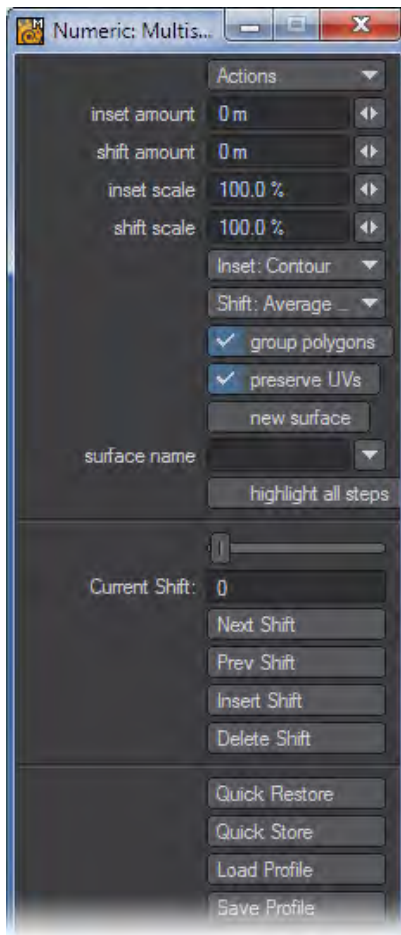 Numeric: Multis...
Actions
inset amount 0 m
shift amount 0 m
inset scale 100.0 %
shift scale 100.0 %
Inset: Contour
Shift: Average ...
group polygons
preserve UVs
new surface
surface name
highlight all steps
Current Shift: 0
Next Shift
Prev Shift
Insert Shift
Delete Shift
Quick Restore
Quick Store
Load Profile
Save Profile